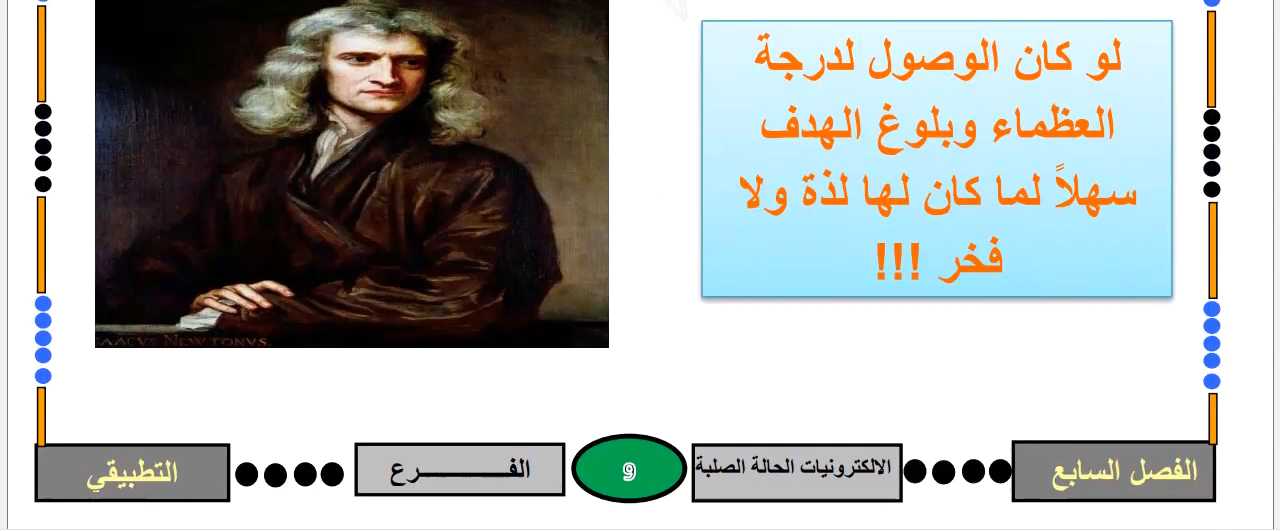 لو كان الوصول لدرجة
العظماء وبلوغ الهدف
سهلاً لما كان لها لذة ولا
فخر !!!
ISAACVS NEWTONVS.
الفصل السابع
الالكترونيات الحالة الصلبة
9
الفـــــــــــرع
التطبيقي